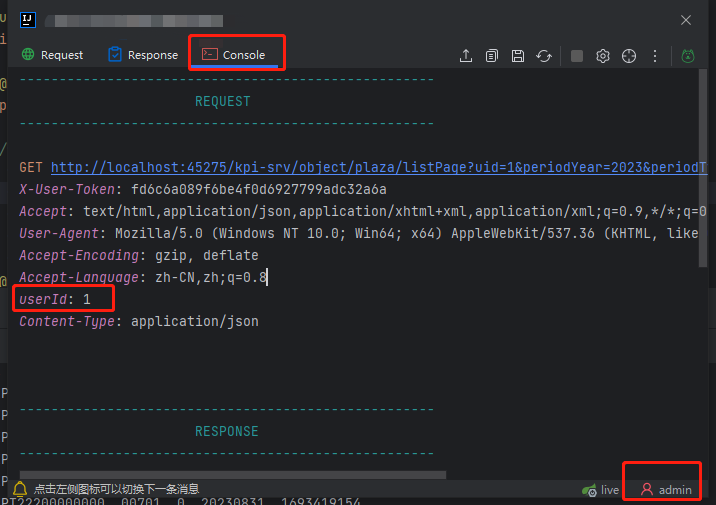 IJ
Request Response Console
-------------------------------------------------
REQUEST
-------------------------------------------------
GET http://localhost:45275/kpi-srv/object/plaza/listPage?uid=1&periodYear=2023&periodT
X-User-Token: fd6c6a089f6be4f0d6927799adc32a6a
Accept: text/html,application/json,application/xhtml+xml,application/xml;q=0.9,*/*;q=0
User-Agent: Mozilla/5.0 (Windows NT 10.0; Win64; x64) AppleWebKit/537.36 (KHTML, like
Accept-Encoding: gzip, deflate
Accept-Language: zh-CN,zh;q=0.8
userId: 1
Content-Type: application/json
-------------------------------------------------
RESPONSE
-------------------------------------------------
点击左侧图标可以切换下一条消息
live admin